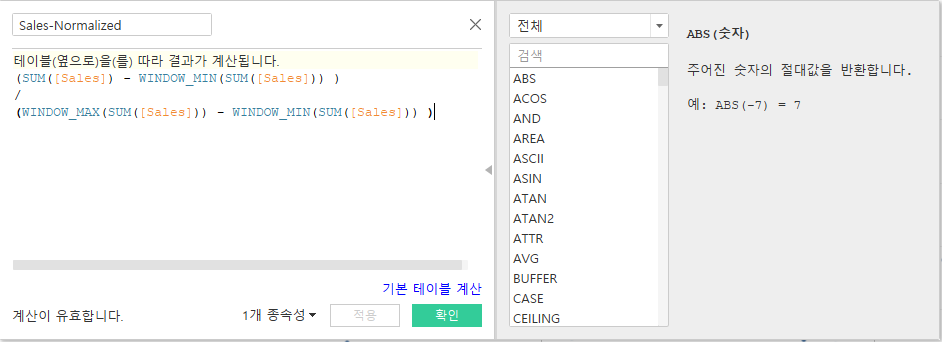 Sales-Normalized
테이블(옆으로)을(를) 따라 결과가 계산됩니다.
(SUM([Sales]) - WINDOW_MIN(SUM([Sales])) )
/
(WINDOW_MAX(SUM([Sales])) - WINDOW_MIN(SUM([Sales])) )
기본 테이블 계산
계산이 유효합니다.
1개 종속성
적용
확인
전체
검색
ABS
ACOS
AND
AREA
ASCII
ASIN
ATAN
ATAN2
ATTR
AVG
BUFFER
CASE
CEILING
ABS (숫자)
주어진 숫자의 절대값을 반환합니다.
예: ABS(-7) = 7